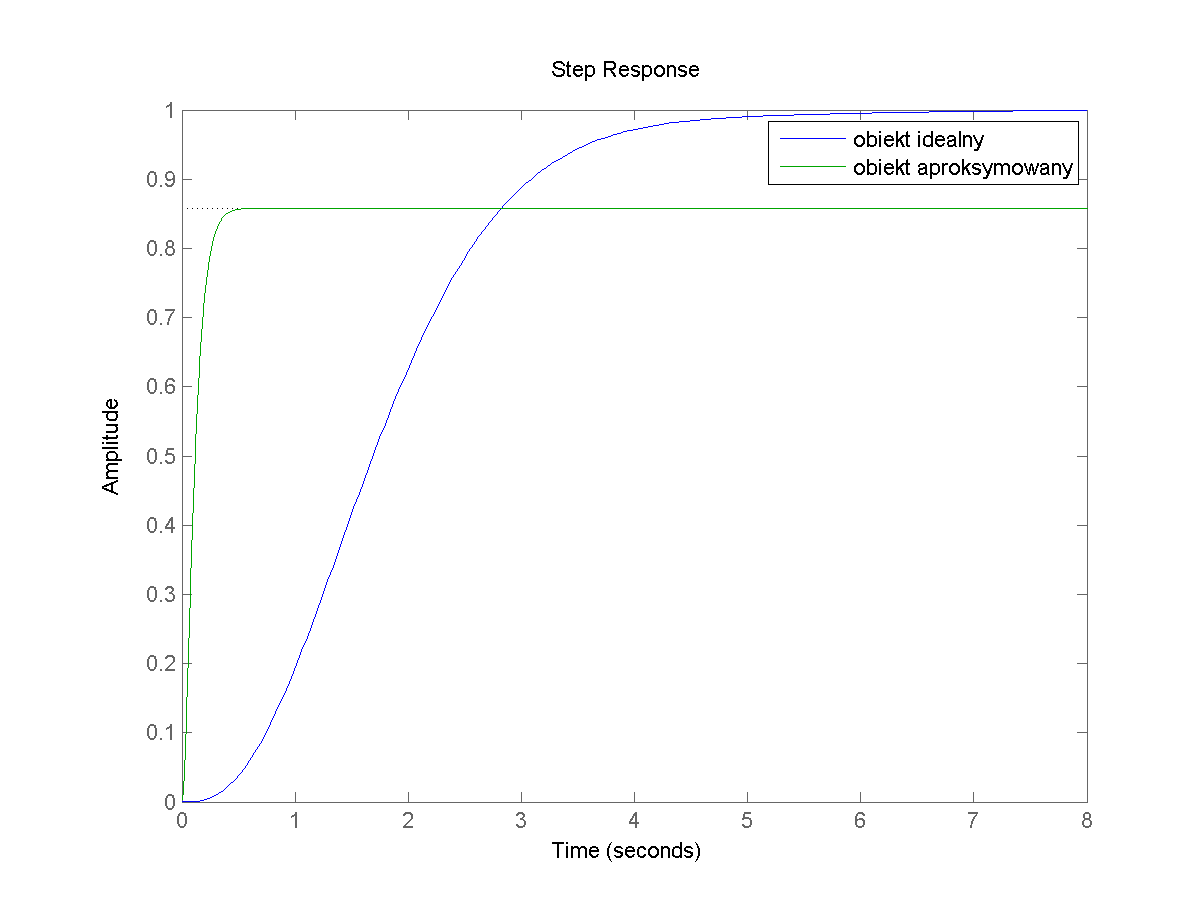 Step Response
1
0.9
0.8
0.7
0.6
0.5
0.4
0.3
0.2
0.1
0
Amplitude
obiekt idealny
obiekt aproksymowany
0 1 2 3 4 5 6 7 8
Time (seconds)